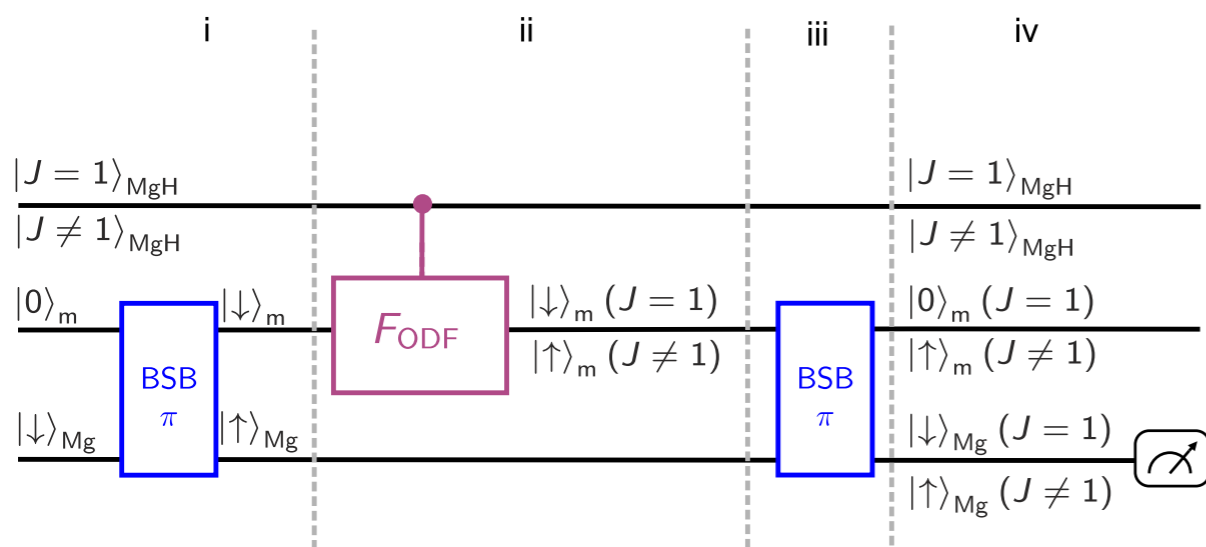 i ii iii iv
|J = 1⟩MgH |J = 1⟩MgH
|J ≠ 1⟩MgH |J ≠ 1⟩MgH
|0⟩m |↓⟩m FODF |↓⟩m (J = 1) |0⟩m (J = 1)
|↑⟩m (J ≠ 1) |↑⟩m (J ≠ 1)
BSB BSB
π π
|↓⟩Mg |↑⟩Mg |↓⟩Mg (J = 1)
|↑⟩Mg (J ≠ 1)